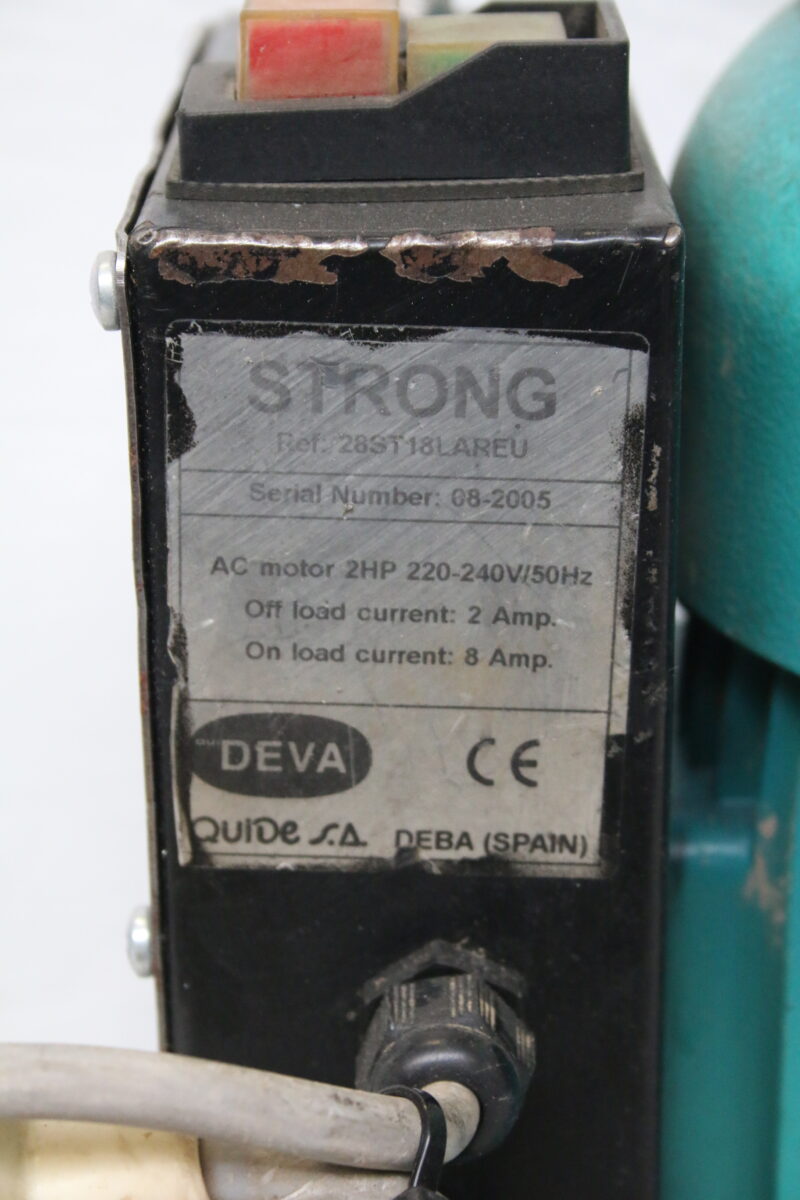 STRONG
Ref: 28ST18LAREU
Serial Number: 08-2005
AC motor 2HP 220-240V/50Hz
Off load current: 2 Amp.
On load current: 8 Amp.
DEVA CE
QUIDE S.A. DEBA (SPAIN)